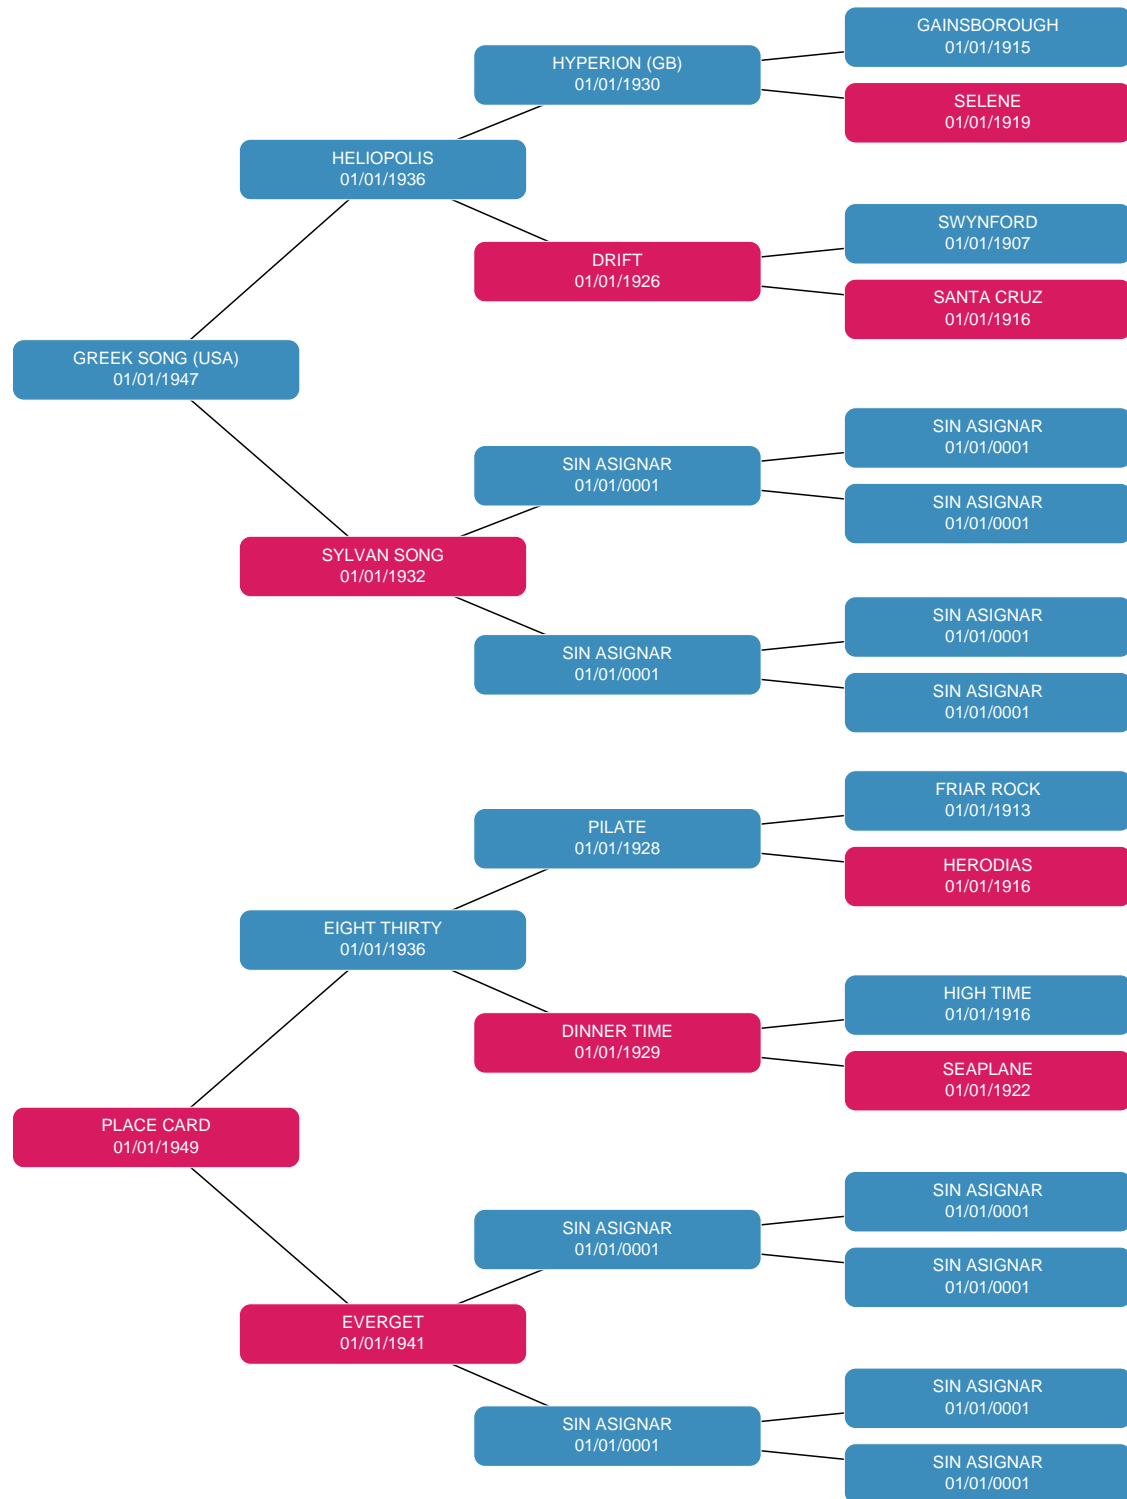 GAINSBOROUGH
01/01/1915
HYPERION (GB)
01/01/1930
SELENE
01/01/1919
HELIOPOLIS
01/01/1936
SWYNFORD
01/01/1907
DRIFT
01/01/1926
SANTA CRUZ
01/01/1916
GREEK SONG (USA)
01/01/1947
SIN ASIGNAR
01/01/0001
SIN ASIGNAR
01/01/0001
SIN ASIGNAR
01/01/0001
SYLVAN SONG
01/01/1932
SIN ASIGNAR
01/01/0001
SIN ASIGNAR
01/01/0001
SIN ASIGNAR
01/01/0001
FRIAR ROCK
01/01/1913
PILATE
01/01/1928
HERODIAS
01/01/1916
EIGHT THIRTY
01/01/1936
HIGH TIME
01/01/1916
DINNER TIME
01/01/1929
SEAPLANE
01/01/1922
PLACE CARD
01/01/1949
SIN ASIGNAR
01/01/0001
SIN ASIGNAR
01/01/0001
SIN ASIGNAR
01/01/0001
EVERGET
01/01/1941
SIN ASIGNAR
01/01/0001
SIN ASIGNAR
01/01/0001
SIN ASIGNAR
01/01/0001